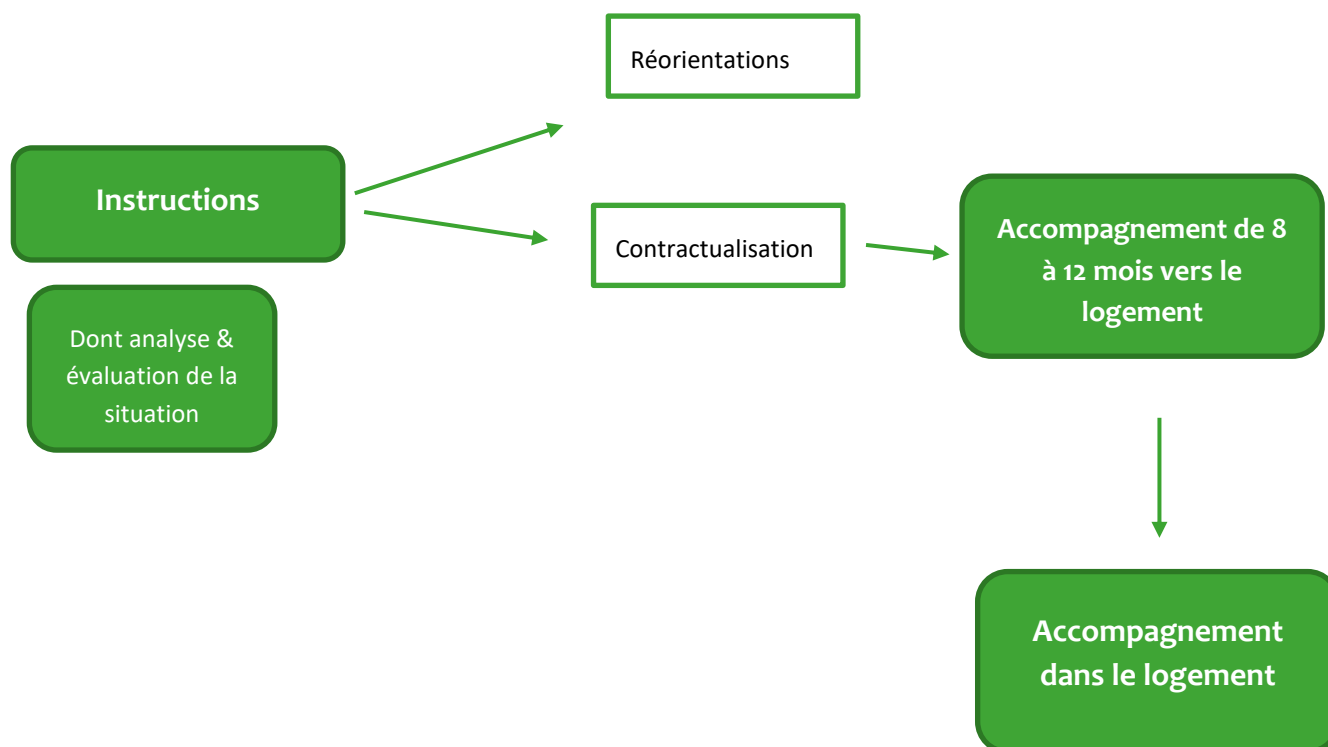 Réorientations
Instructions
Contractualisation
Accompagnement de 8
à 12 mois vers le
logement
Dont analyse &
évaluation de la
situation
Accompagnement
dans le logement